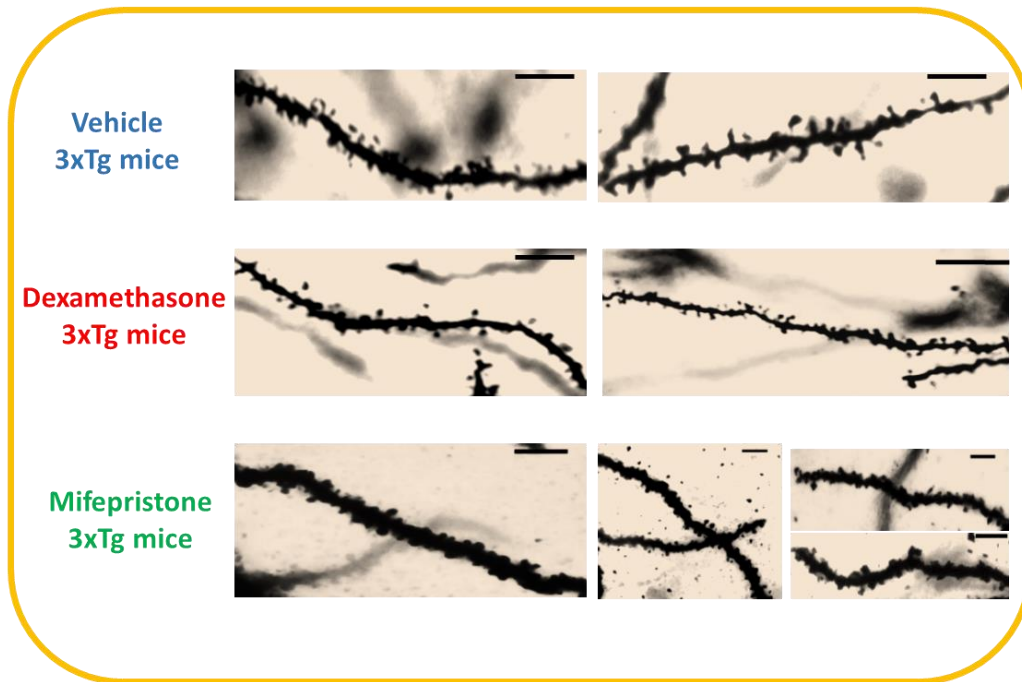 Vehicle
3xTg mice
Dexamethasone
3xTg mice
Mifepristone
3xTg mice